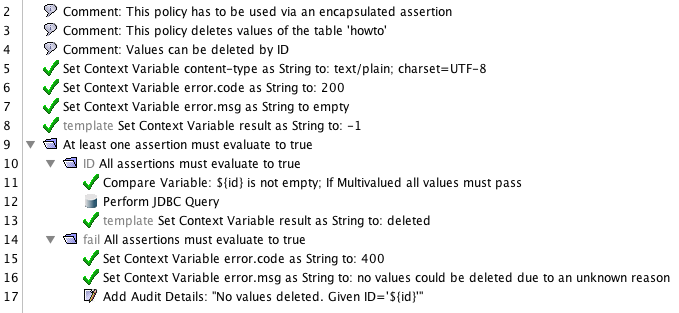 2 Comment: This policy has to be used via an encapsulated assertion
3 Comment: This policy deletes values of the table 'howto'
4 Comment: Values can be deleted by ID
5 Set Context Variable content-type as String to: text/plain; charset=UTF-8
6 Set Context Variable error.code as String to: 200
7 Set Context Variable error.msg as String to empty
8 template Set Context Variable result as String to: -1
9 At least one assertion must evaluate to true
10 ID All assertions must evaluate to true
11 Compare Variable: ${id} is not empty; If Multivalued all values must pass
12 Perform JDBC Query
13 template Set Context Variable result as String to: deleted
14 fail All assertions must evaluate to true
15 Set Context Variable error.code as String to: 400
16 Set Context Variable error.msg as String to: no values could be deleted due to an unknown reason
17 Add Audit Details: "No values deleted. Given ID='${id}'"